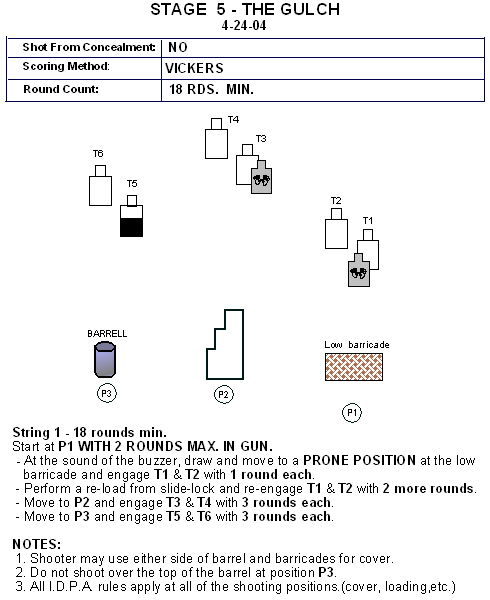 STAGE 5 - THE GULCH
4-24-04
Shot From Concealment: NO
Scoring Method: VICKERS
Round Count: 18 RDS. MIN.
T4
T3
T6
T5
T2
T1
BARRELL
Low barricade
P3
P2
P1
String 1 - 18 rounds min.
Start at P1 WITH 2 ROUNDS MAX. IN GUN.
- At the sound of the buzzer, draw and move to a PRONE POSITION at the low
barricade and engage T1 & T2 with 1 round each.
- Perform a re-load from slide-lock and re-engage T1 & T2 with 2 more rounds.
- Move to P2 and engage T3 & T4 with 3 rounds each.
- Move to P3 and engage T5 & T6 with 3 rounds each.
NOTES:
1. Shooter may use either side of barrel and barricades for cover.
2. Do not shoot over the top of the barrel at position P3.
3. All I.D.P.A. rules apply at all of the shooting positions.(cover, loading,etc.)